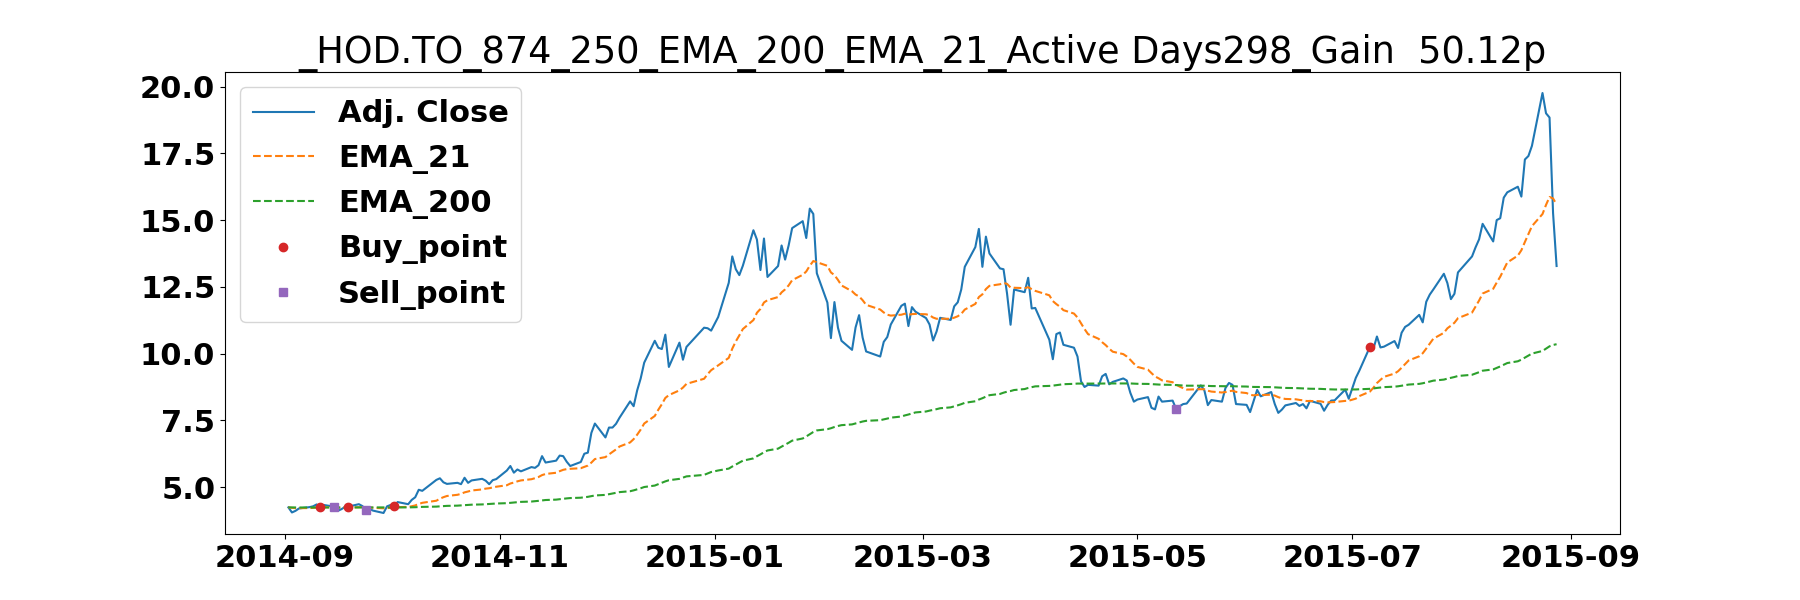 _HOD.TO_874_250_EMA_200_EMA_21_Active Days298_Gain  50.12p
20.0
17.5
15.0
12.5
10.0
7.5
5.0
Adj. Close
EMA_21
EMA_200
Buy_point
Sell_point
2014-09 2014-11 2015-01 2015-03 2015-05 2015-07 2015-09